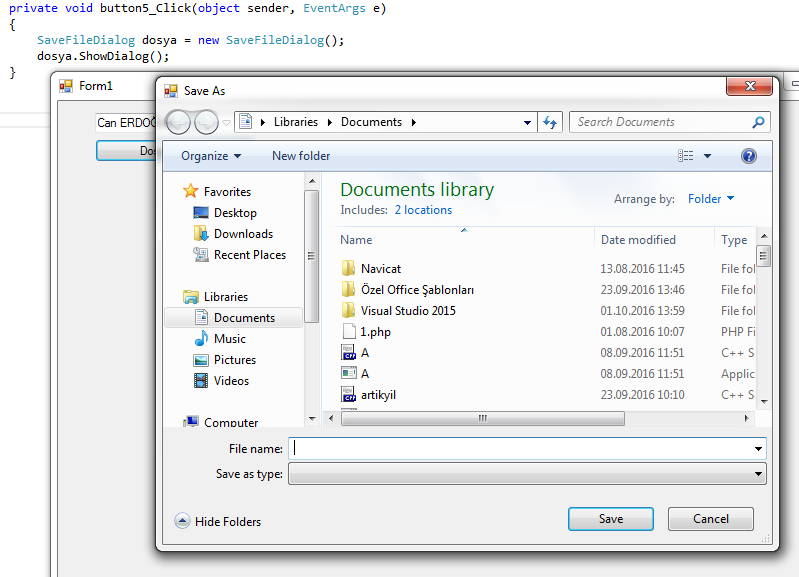 private void button5_Click(object sender, EventArgs e)
{
SaveFileDialog dosya = new SaveFileDialog();
dosya.ShowDialog();
}
Form1
Save As
Can ERDOĞ
Libraries Documents
Search Documents
Organize New folder
Favorites
Desktop
Downloads
Recent Places
Libraries
Documents
Music
Pictures
Videos
Computer
Documents library
Includes: 2 locations
Arrange by: Folder
Name Date modified Type
Navicat 13.08.2016 11:45 File fol
Özel Office Şablonları 23.09.2016 13:46 File fol
Visual Studio 2015 01.10.2016 13:59 File fol
1.php 01.08.2016 10:07 PHP Fi
A 08.09.2016 11:51 C++ S
A 08.09.2016 11:51 Applic
artikyil 23.09.2016 10:10 C++ S
File name:
Save as type:
Hide Folders
Save Cancel